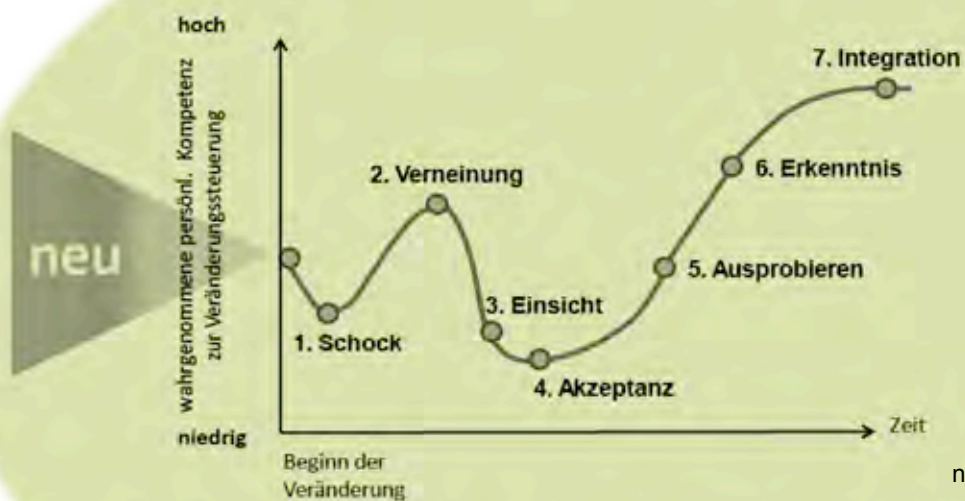 hoch
wahrgenommene persönl. Kompetenz
zur Veränderungssteuerung
neu
7. Integration
2. Verneinung
6. Erkenntnis
5. Ausprobieren
3. Einsicht
1. Schock
4. Akzeptanz
niedrig
Zeit
Beginn der
Veränderung
n